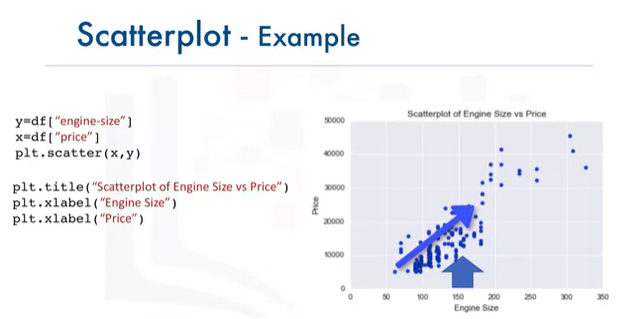 Scatterplot - Example
y=df["engine-size"]
x=df["price"]
plt.scatter(x,y)
plt.title("Scatterplot of Engine Size vs Price")
plt.xlabel("Engine Size")
plt.xlabel("Price")
Scatterplot of Engine Size vs Price
50000
40000
30000
20000
10000
0
Price
0 50 100 150 200 250 300 350
Engine Size